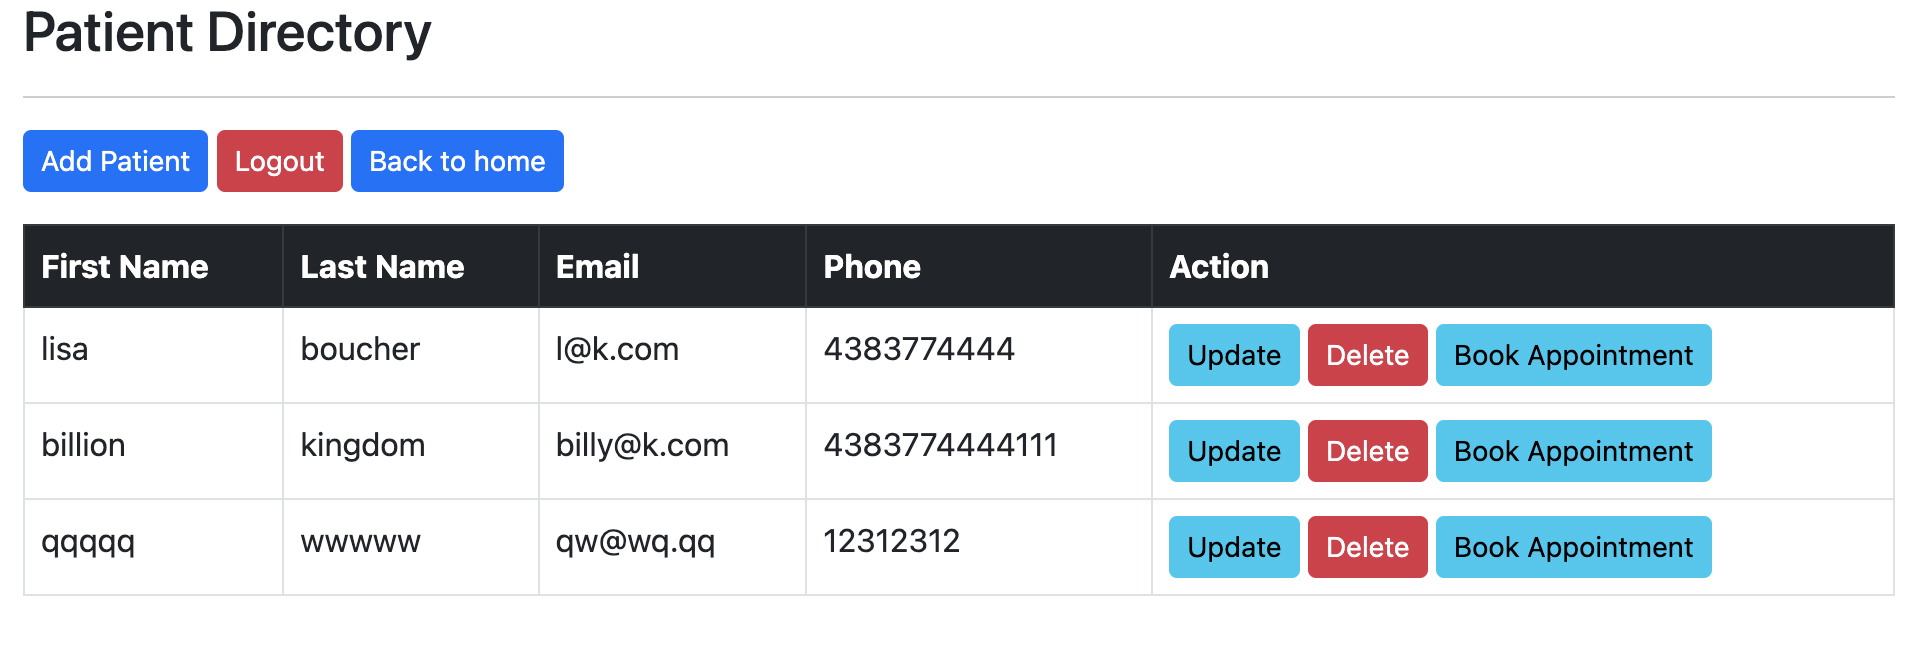 Patient Directory
Add Patient Logout Back to home
First Name Last Name Email Phone Action
lisa boucher l@k.com 4383774444 Update Delete Book Appointment
billion kingdom billy@k.com 4383774444111 Update Delete Book Appointment
qqqqq wwwww qw@wq.qq 12312312 Update Delete Book Appointment